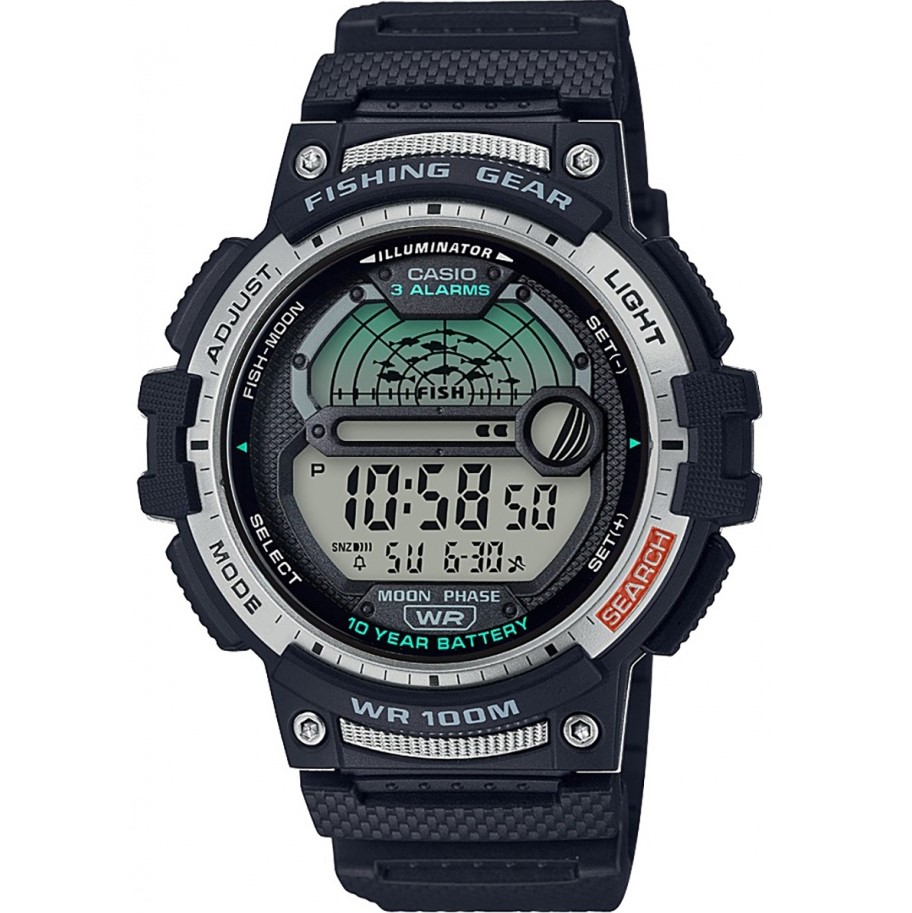 FISHING GEAR
ILLUMINATOR
CASIO
3 ALARMS
ADJUST
LIGHT
FISH-MOON
SET(-)
FISH
P 10:58 50
SNZ
SU 6-30
SELECT
SET(+)
MODE
SEARCH
MOON PHASE
WR
10 YEAR BATTERY
WR 100M